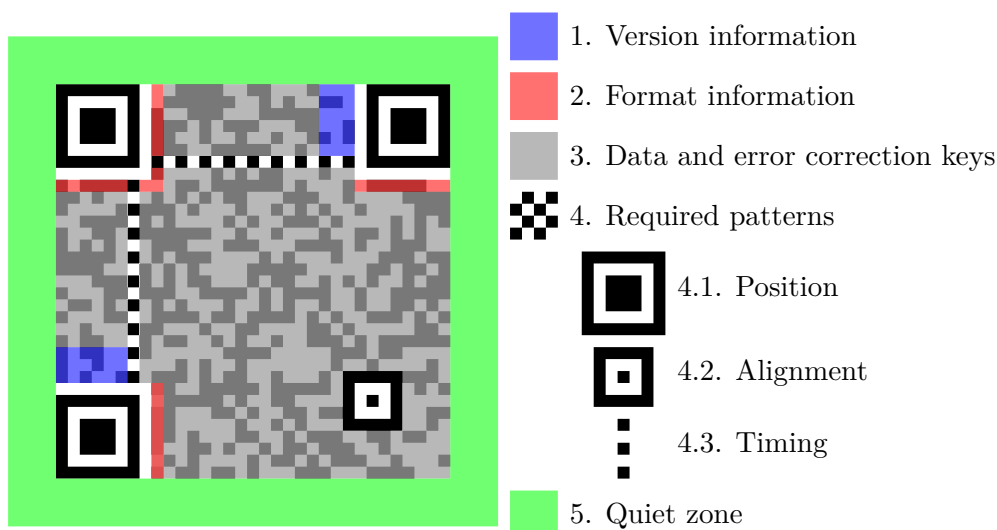 1. Version information
2. Format information
3. Data and error correction keys
4. Required patterns
4.1. Position
4.2. Alignment
4.3. Timing
5. Quiet zone